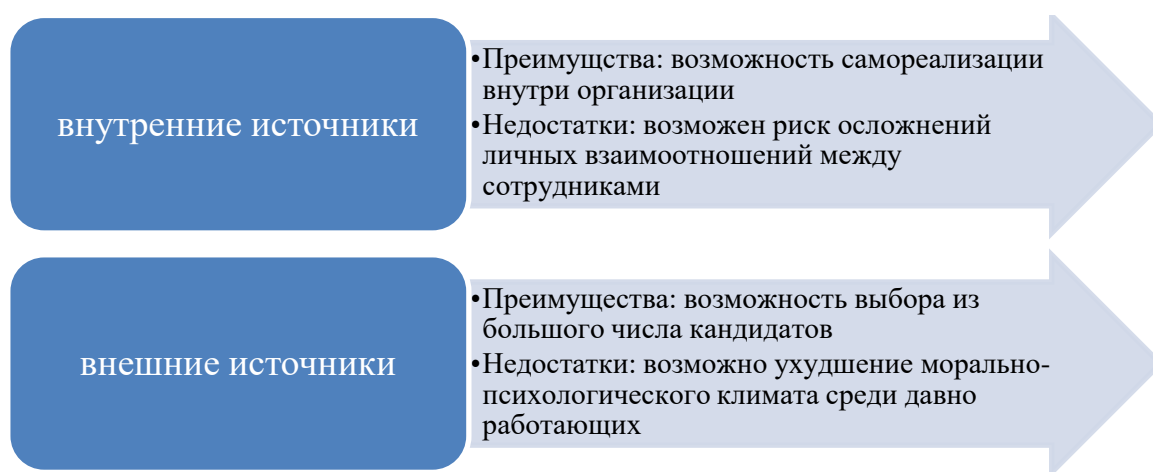 внутренние источники
•Преимущства: возможность самореализации
внутри организации
•Недостатки: возможен риск осложнений
личных взаимоотношений между
сотрудниками
внешние источники
•Преимущества: возможность выбора из
большого числа кандидатов
•Недостатки: возможно ухудшение морально-
психологического климата среди давно
работающих